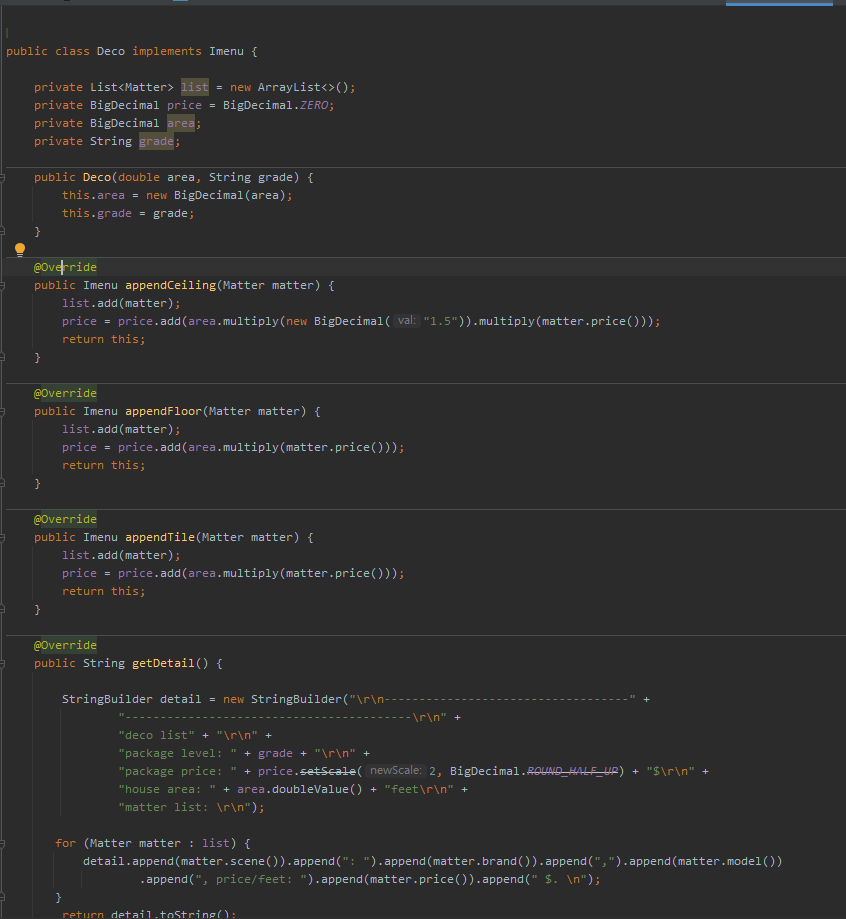 public class Deco implements Imenu {
private List<Matter> list = new ArrayList<>();
private BigDecimal price = BigDecimal.ZERO;
private BigDecimal area;
private String grade;
public Deco(double area, String grade) {
this.area = new BigDecimal(area);
this.grade = grade;
}
@Override
public Imenu appendCeiling(Matter matter) {
list.add(matter);
price = price.add(area.multiply(new BigDecimal( val: "1.5")).multiply(matter.price()));
return this;
}
@Override
public Imenu appendFloor(Matter matter) {
list.add(matter);
price = price.add(area.multiply(matter.price()));
return this;
}
@Override
public Imenu appendTile(Matter matter) {
list.add(matter);
price = price.add(area.multiply(matter.price()));
return this;
}
@Override
public String getDetail() {
StringBuilder detail = new StringBuilder("\r\n-----------------------------------" +
"-----------------------------------------\r\n" +
"deco list" + "\r\n" +
"package level: " + grade + "\r\n" +
"package price: " + price.setScale( newScale: 2, BigDecimal.ROUND_HALF_UP) + "$\r\n" +
"house area: " + area.doubleValue() + "feet\r\n" +
"matter list: \r\n");
for (Matter matter : list) {
detail.append(matter.scene()).append(": ").append(matter.brand()).append(",").append(matter.model())
.append(", price/feet: ").append(matter.price()).append(" $. \n");
}
return detail.toString();